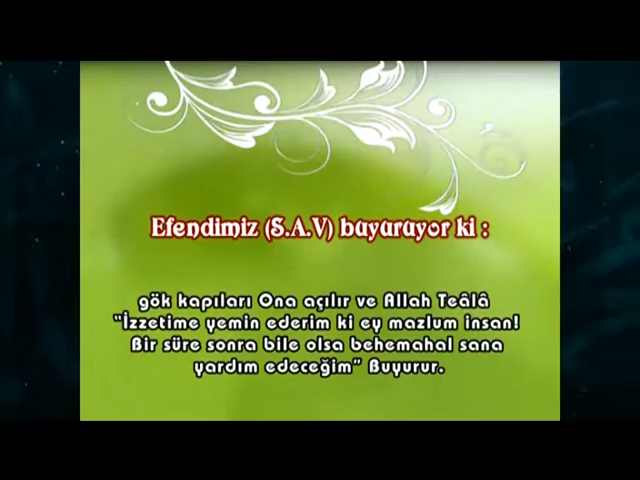 Efendimiz (S.A.V) buyuruyor ki :
gök kapıları Ona açılır ve Allah Teâlâ
“İzzetime yemin ederim ki ey mazlum insan!
Bir süre sonra bile olsa behemahal sana
yardım edeceğim” Buyurur.